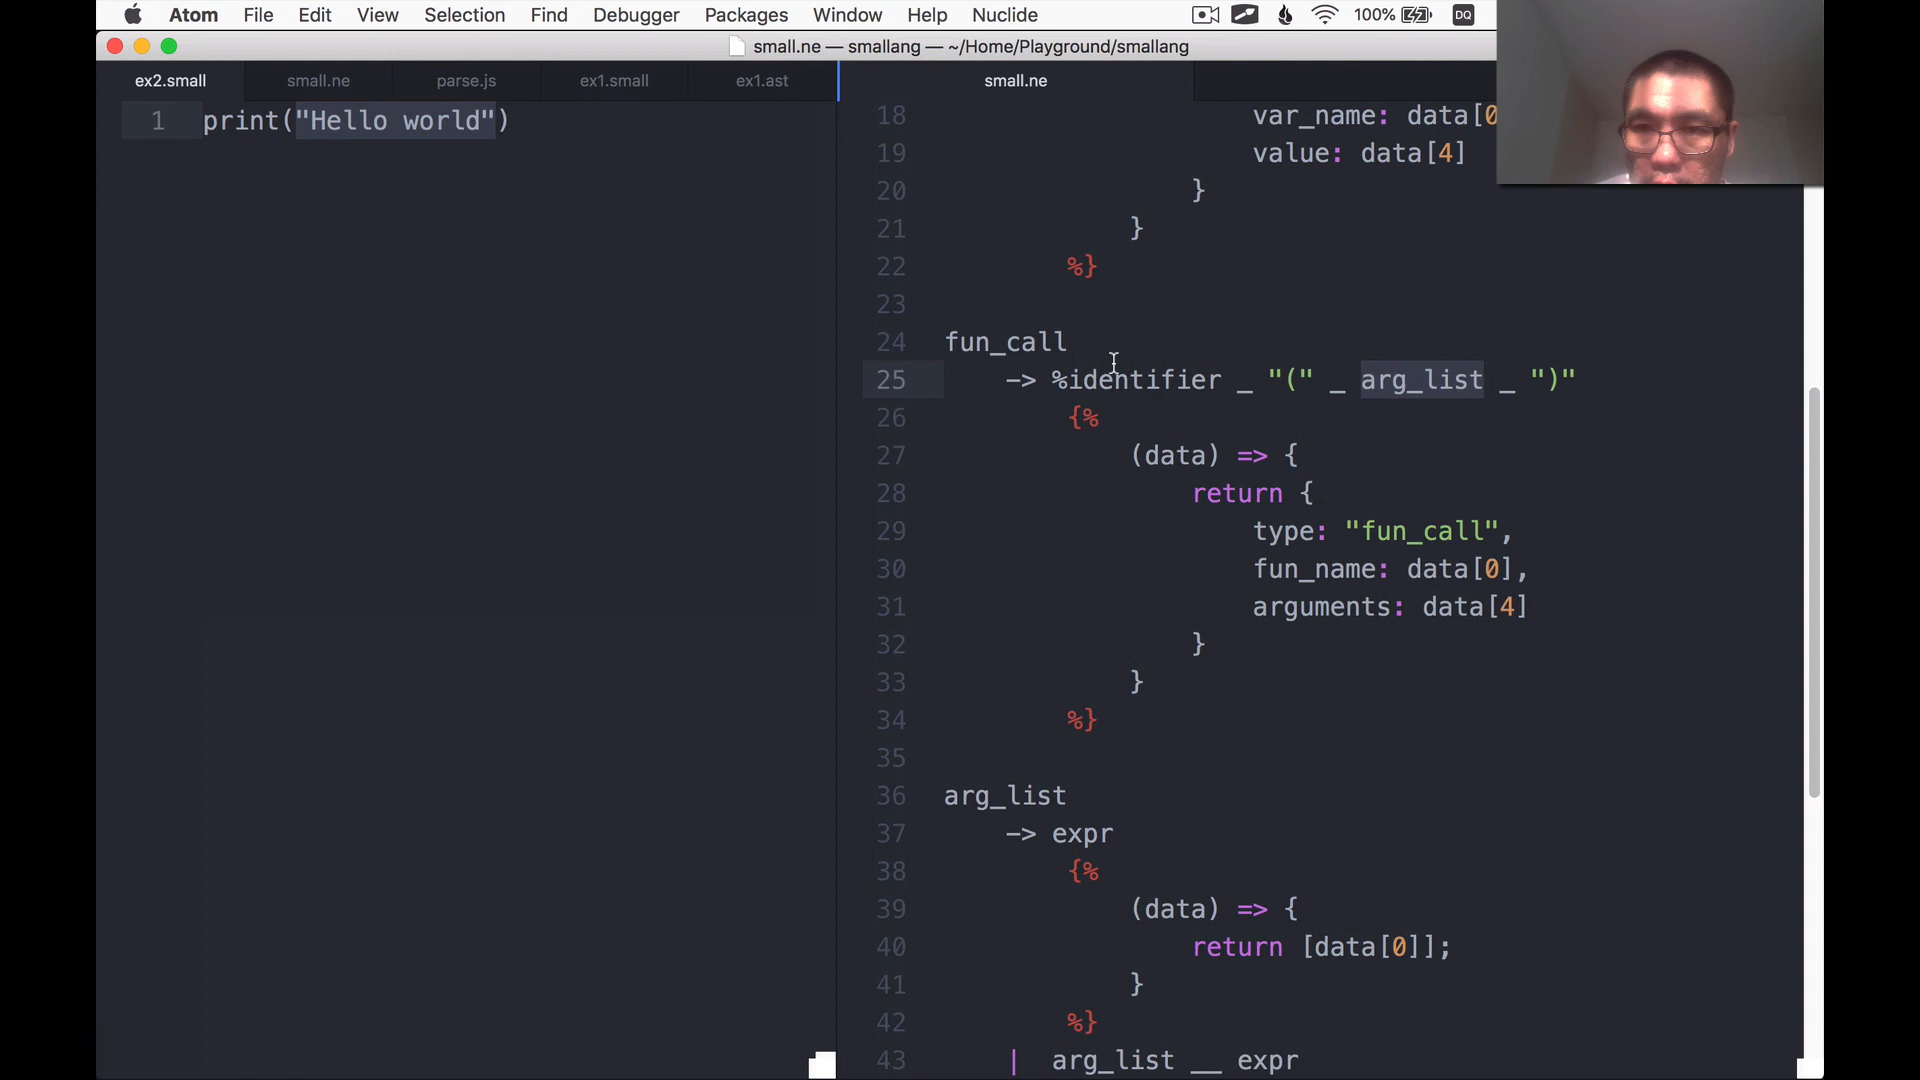 Atom File Edit View Selection Find Debugger Packages Window Help Nuclide 100% DQ
small.ne — smallang — ~/Home/Playground/smallang
ex2.small small.ne parse.js ex1.small ex1.ast
1 print("Hello world")
small.ne
18 var_name: data[0
19 value: data[4]
20 }
21 }
22 %}
23
24 fun_call
25 -> %identifier _ "(" _ arg_list _ ")"
26 {%
27 (data) => {
28 return {
29 type: "fun_call",
30 fun_name: data[0],
31 arguments: data[4]
32 }
33 }
34 %}
35
36 arg_list
37 -> expr
38 {%
39 (data) => {
40 return [data[0]];
41 }
42 %}
43 | arg_list __ expr